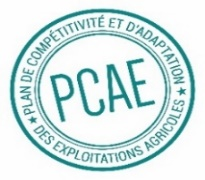 PLAN DE COMPÉTITIVITÉ ET D'ADAPTATION
PCAE
★ DES EXPLOITATIONS AGRICOLES ★